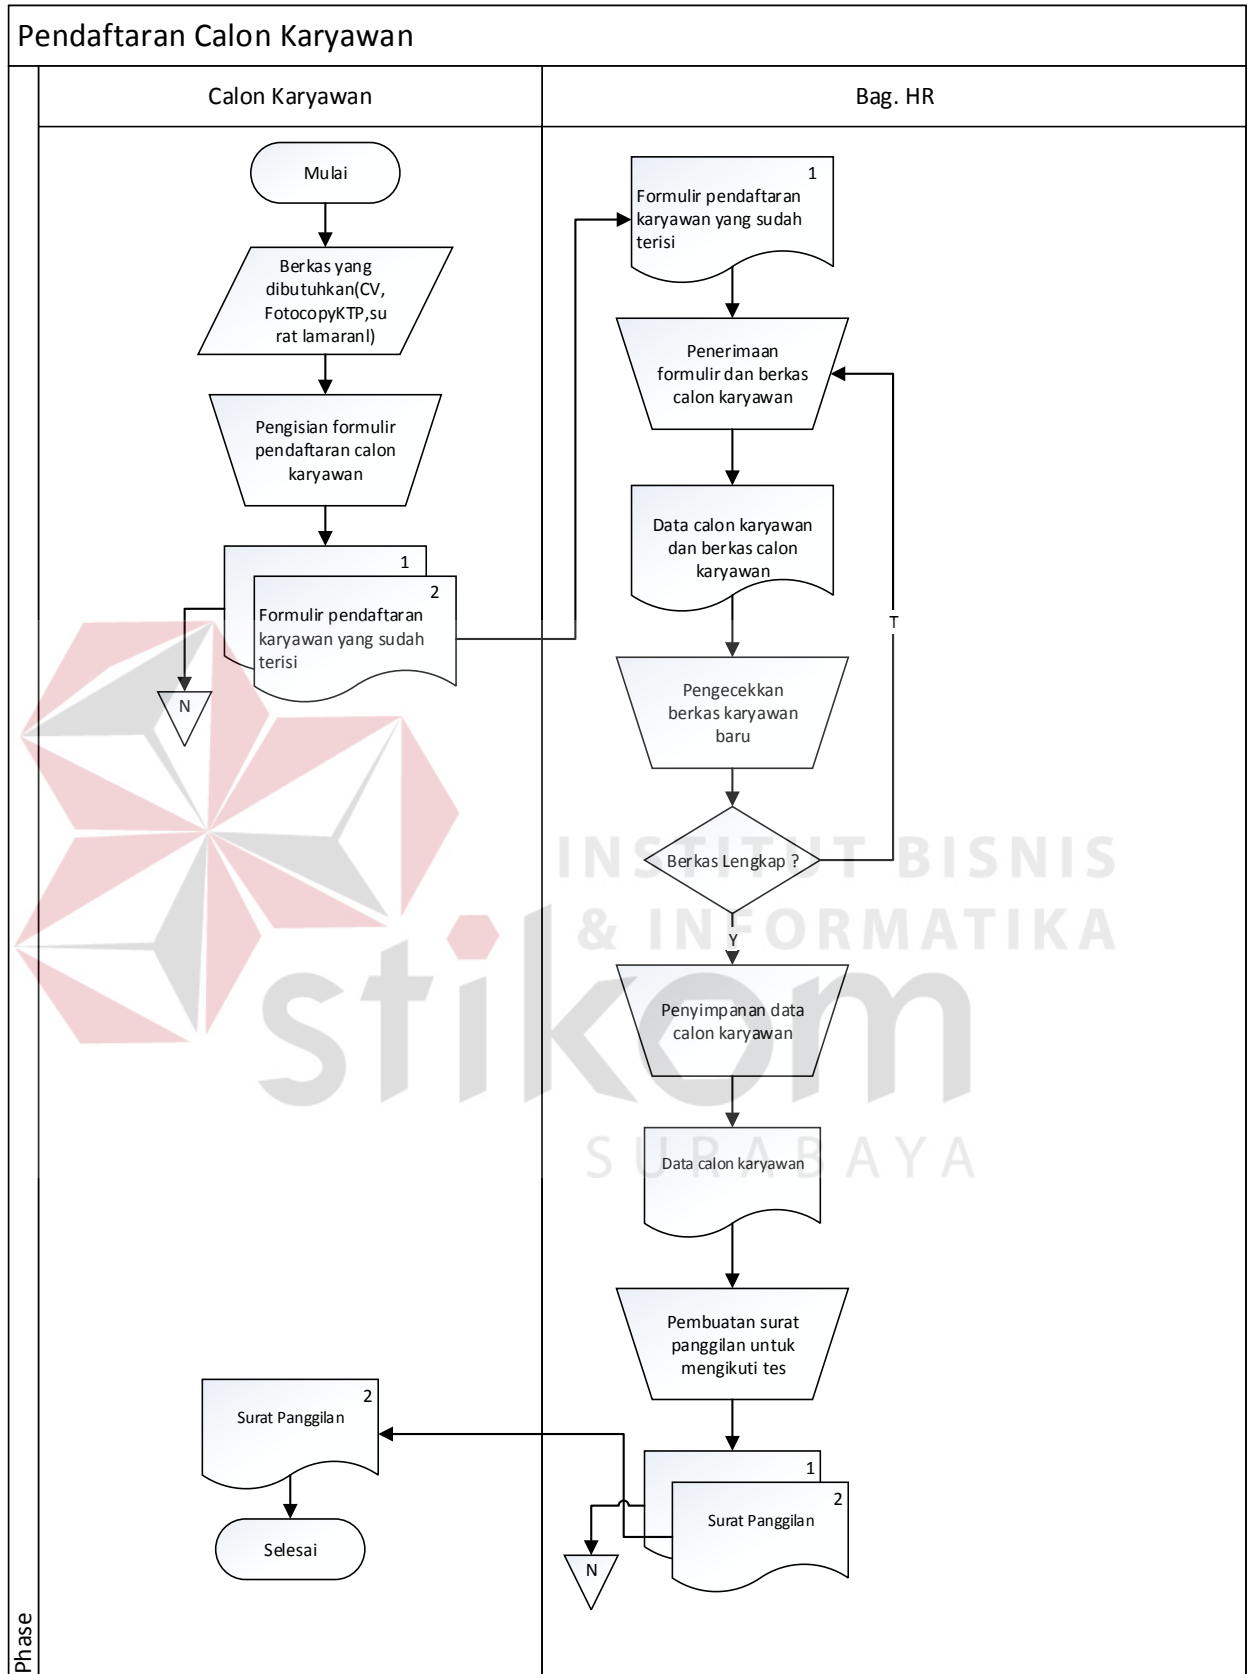 Pendaftaran Calon Karyawan
Calon Karyawan
Bag. HR
Mulai
Berkas yang
dibutuhkan(CV,
FotocopyKTP,su
rat lamaranl)
Pengisian formulir
pendaftaran calon
karyawan
1
2
Formulir pendaftaran
karyawan yang sudah
terisi
N
1
Formulir pendaftaran
karyawan yang sudah
terisi
Penerimaan
formulir dan berkas
calon karyawan
Data calon karyawan
dan berkas calon
karyawan
T
Pengecekkan
berkas karyawan
baru
Berkas Lengkap ?
Y
Penyimpanan data
calon karyawan
Data calon karyawan
Pembuatan surat
panggilan untuk
mengikuti tes
1
2
Surat Panggilan
N
2
Surat Panggilan
Selesai
Phase
INSTITUT BISNIS
& INFORMATIKA
stikom
SURABAYA